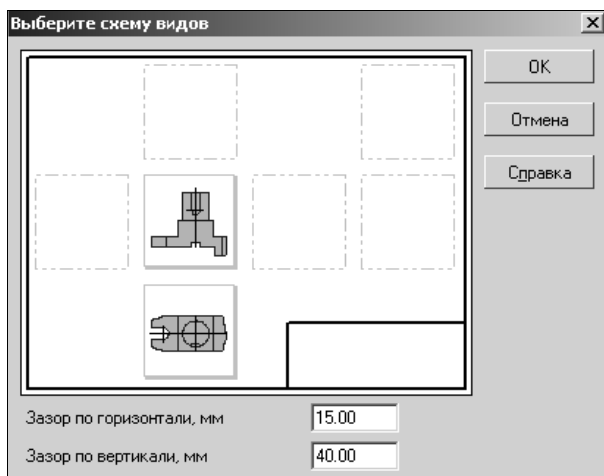 Выберите схему видов
OK
Отмена
Справка
Зазор по горизонтали, мм 15.00
Зазор по вертикали, мм 40.00